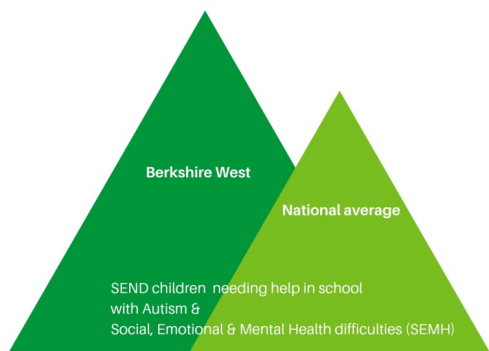 Berkshire West
National average
SEND children needing help in school
with Autism &
Social, Emotional & Mental Health difficulties (SEMH)